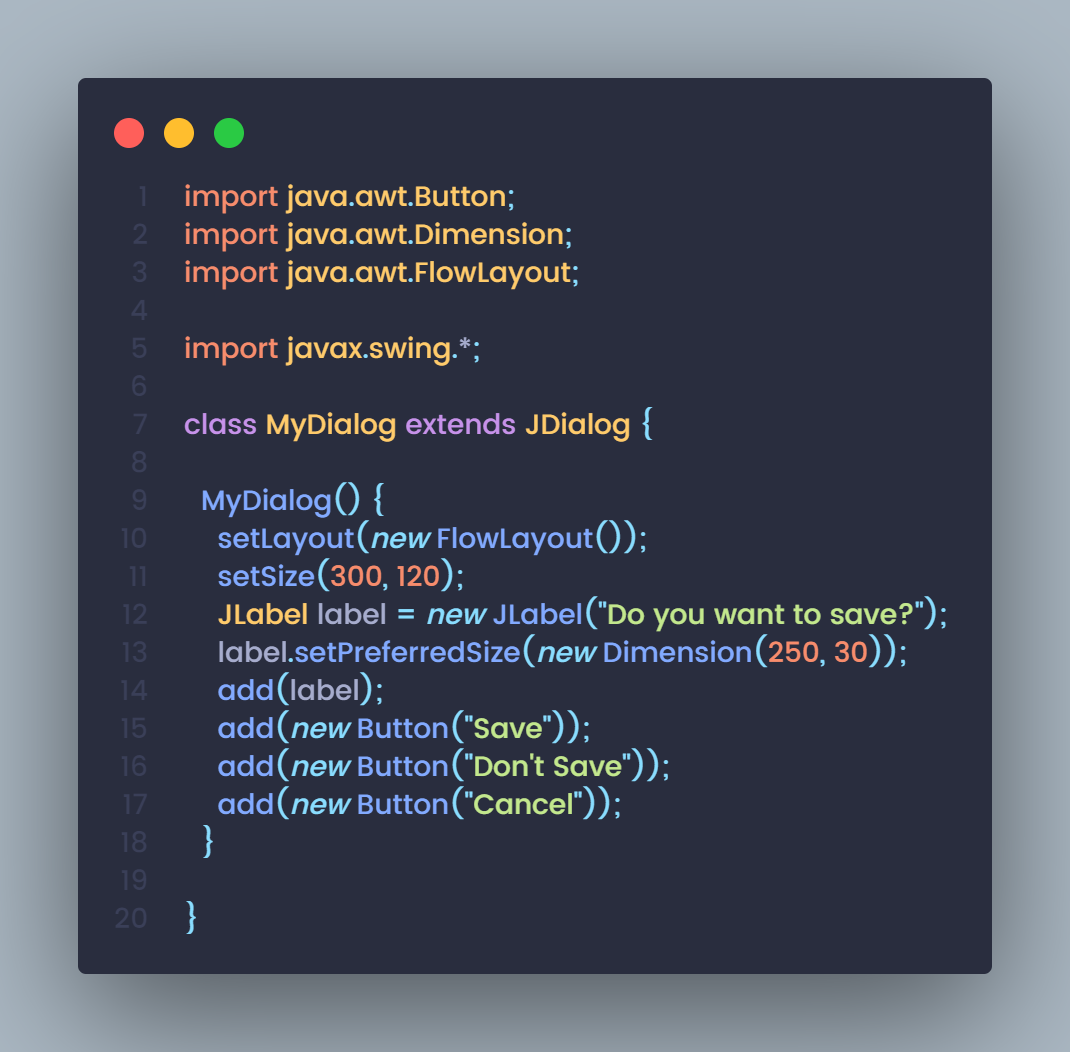 1 import java.awt.Button;
2 import java.awt.Dimension;
3 import java.awt.FlowLayout;
4
5 import javax.swing.*;
6
7 class MyDialog extends JDialog {
8
9   MyDialog() {
10     setLayout(new FlowLayout());
11     setSize(300, 120);
12     JLabel label = new JLabel("Do you want to save?");
13     label.setPreferredSize(new Dimension(250, 30));
14     add(label);
15     add(new Button("Save"));
16     add(new Button("Don't Save"));
17     add(new Button("Cancel"));
18   }
19
20 }